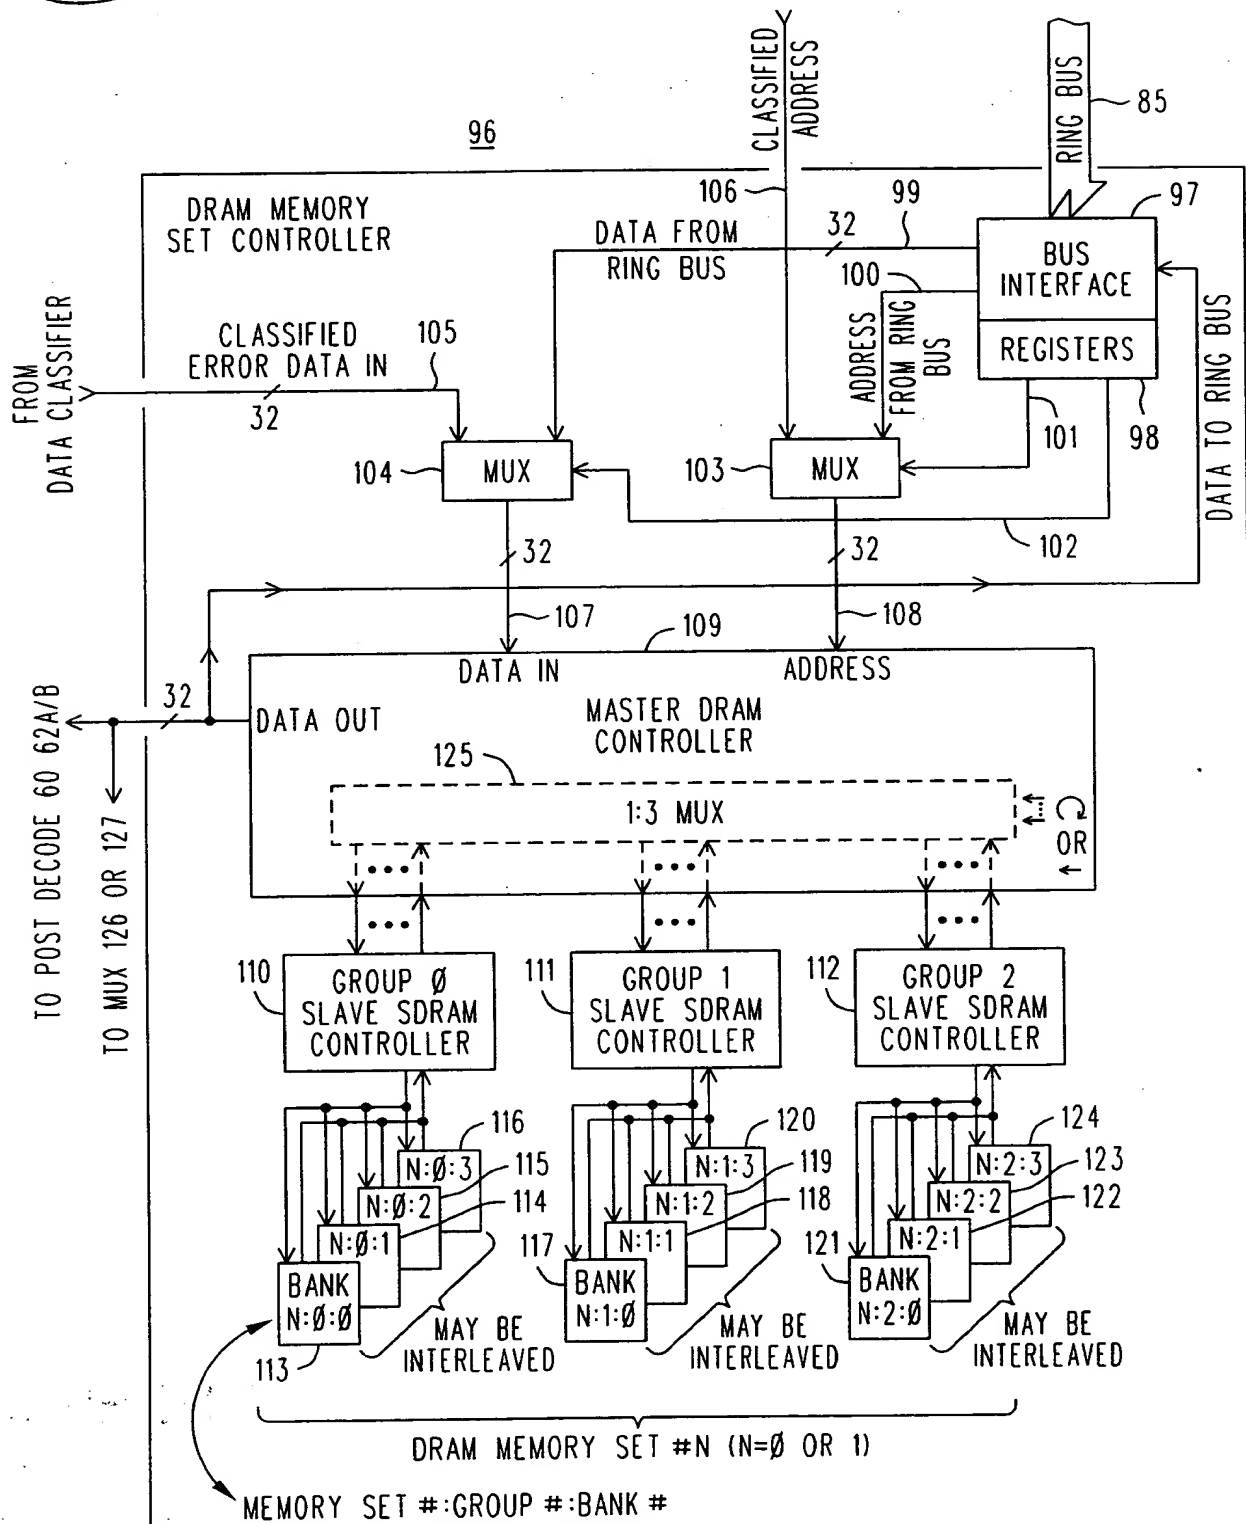 CLASSIFIED
ADDRESS
RING BUS
85
96
DRAM MEMORY
SET CONTROLLER
106
99
97
DATA FROM
RING BUS
32
BUS
INTERFACE
100
ADDRESS
FROM RING
BUS
REGISTERS
DATA TO RING BUS
FROM
DATA CLASSIFIER
CLASSIFIED
ERROR DATA IN
105
32
101
98
104
MUX
103
MUX
102
32
32
107
109
108
DATA IN
ADDRESS
TO POST DECODE 60 62A/B
TO MUX 126 OR 127
32
DATA OUT
MASTER DRAM
CONTROLLER
125
1:3 MUX
OR
110
GROUP Ø
SLAVE SDRAM
CONTROLLER
111
GROUP 1
SLAVE SDRAM
CONTROLLER
112
GROUP 2
SLAVE SDRAM
CONTROLLER
116
N:Ø:3
115
N:Ø:2
114
N:Ø:1
BANK
N:Ø:Ø
113
MAY BE
INTERLEAVED
120
N:1:3
119
N:1:2
118
N:1:1
117
BANK
N:1:Ø
MAY BE
INTERLEAVED
124
N:2:3
123
N:2:2
122
N:2:1
121
BANK
N:2:Ø
MAY BE
INTERLEAVED
DRAM MEMORY SET #N (N=Ø OR 1)
MEMORY SET #:GROUP #:BANK #